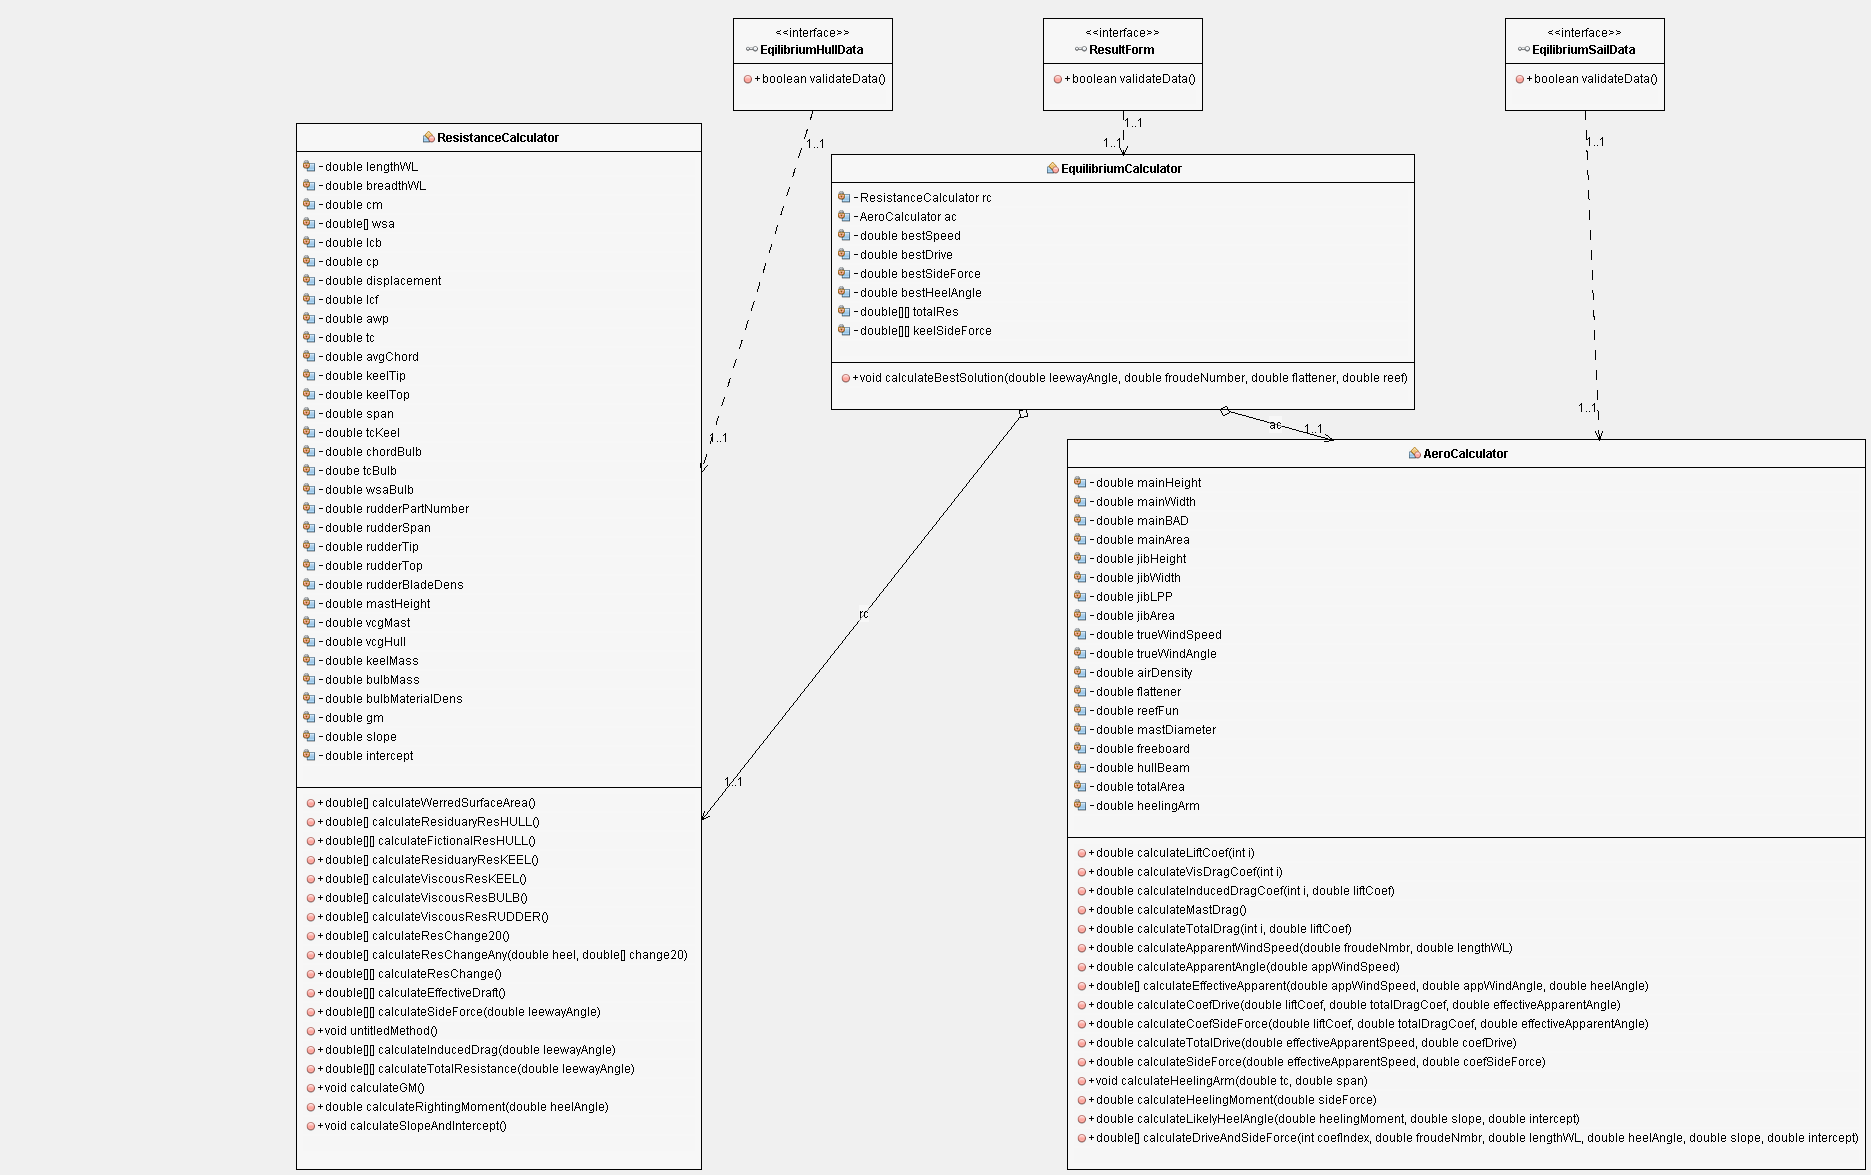 <<interface>>
EqilibriumHullData
+ boolean validateData()
<<interface>>
ResultForm
+ boolean validateData()
<<interface>>
EqilibriumSailData
+ boolean validateData()
1..1
1..1
1..1
1..1
1..1
1..1
ResistanceCalculator
- double lengthWL
- double breadthWL
- double cm
- double[] wsa
- double lcb
- double cp
- double displacement
- double lcf
- double awp
- double tc
- double avgChord
- double keelTip
- double keelTop
- double span
- double tcKeel
- double chordBulb
- doube tcBulb
- double wsaBulb
- double rudderPartNumber
- double rudderSpan
- double rudderTip
- double rudderTop
- double rudderBladeDens
- double mastHeight
- double vcgMast
- double vcgHull
- double keelMass
- double bulbMass
- double bulbMaterialDens
- double gm
- double slope
- double intercept
+ double[] calculateWerredSurfaceArea()
+ double[] calculateResiduaryResHULL()
+ double[][] calculateFictionalResHULL()
+ double[] calculateResiduaryResKEEL()
+ double[] calculateViscousResKEEL()
+ double[] calculateViscousResBULB()
+ double[] calculateViscousResRUDDER()
+ double[] calculateResChange20()
+ double[] calculateResChangeAny(double heel, double[] change20)
+ double[][] calculateResChange()
+ double[][] calculateEffectiveDraft()
+ double[][] calculateSideForce(double leewayAngle)
+ void untitledMethod()
+ double[][] calculateInducedDrag(double leewayAngle)
+ double[][] calculateTotalResistance(double leewayAngle)
+ void calculateGM()
+ double calculateRightingMoment(double heelAngle)
+ void calculateSlopeAndIntercept()
EquilibriumCalculator
- ResistanceCalculator rc
- AeroCalculator ac
- double bestSpeed
- double bestDrive
- double bestSideForce
- double bestHeelAngle
- double[][] totalRes
- double[][] keelSideForce
+ void calculateBestSolution(double leewayAngle, double froudeNumber, double flattener, double reef)
ac
1..1
rc
1..1
AeroCalculator
- double mainHeight
- double mainWidth
- double mainBAD
- double mainArea
- double jibHeight
- double jibWidth
- double jibLPP
- double jibArea
- double trueWindSpeed
- double trueWindAngle
- double airDensity
- double flattener
- double reefFun
- double mastDiameter
- double freeboard
- double hullBeam
- double totalArea
- double heelingArm
+ double calculateLiftCoef(int i)
+ double calculateVisDragCoef(int i)
+ double calculateInducedDragCoef(int i, double liftCoef)
+ double calculateMastDrag()
+ double calculateTotalDrag(int i, double liftCoef)
+ double calculateApparentWindSpeed(double froudeNmbr, double lengthWL)
+ double calculateApparentAngle(double appWindSpeed)
+ double[] calculateEffectiveApparent(double appWindSpeed, double appWindAngle, double heelAngle)
+ double calculateCoefDrive(double liftCoef, double totalDragCoef, double effectiveApparentAngle)
+ double calculateCoefSideForce(double liftCoef, double totalDragCoef, double effectiveApparentAngle)
+ double calculateTotalDrive(double effectiveApparentSpeed, double coefDrive)
+ double calculateSideForce(double effectiveApparentSpeed, double coefSideForce)
+ void calculateHeelingArm(double tc, double span)
+ double calculateHeelingMoment(double sideForce)
+ double calculateLikelyHeelAngle(double heelingMoment, double slope, double intercept)
+ double[] calculateDriveAndSideForce(int coefIndex, double froudeNmbr, double lengthWL, double heelAngle, double slope, double intercept)